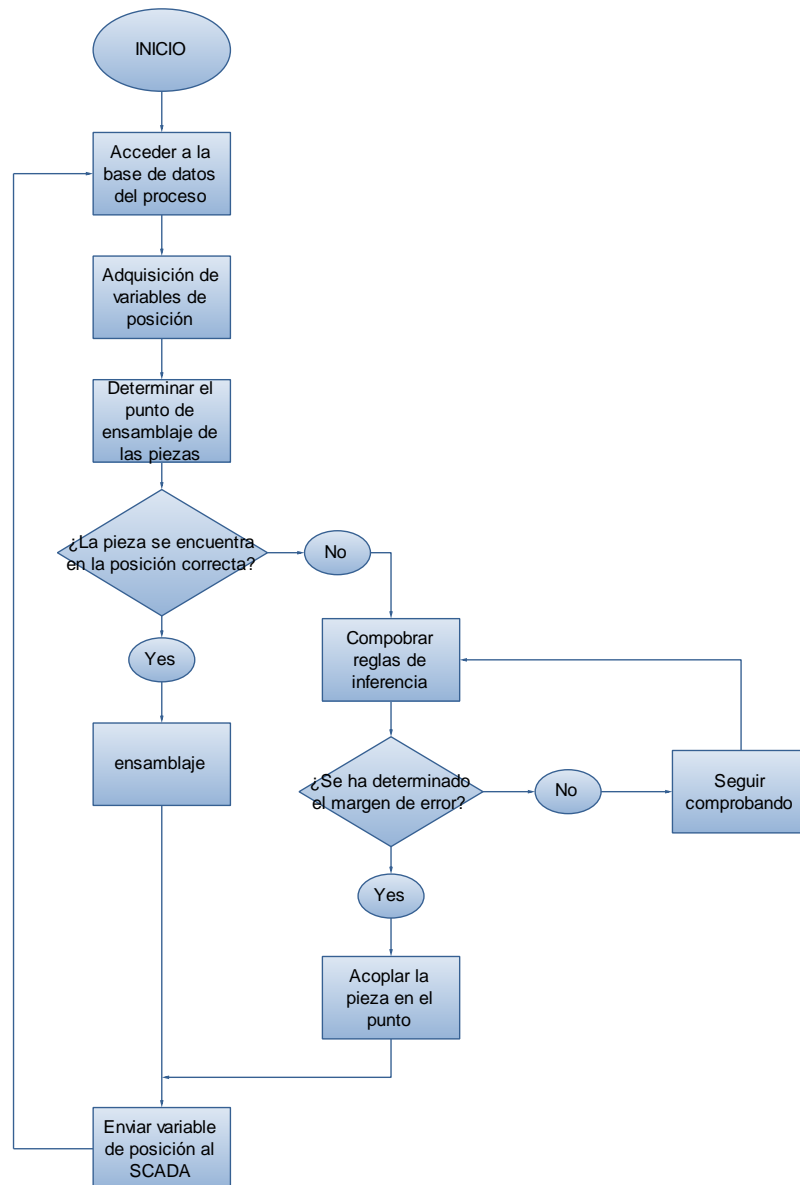 INICIO
Acceder a la
base de datos
del proceso
Adquisición de
variables de
posición
Determinar el
punto de
ensamblaje de
las piezas
¿La pieza se encuentra
en la posición correcta?
No
Yes
ensamblaje
Compobrar
reglas de
inferencia
¿Se ha determinado
el margen de error?
No
Seguir
comprobando
Yes
Acoplar la
pieza en el
punto
Enviar variable
de posición al
SCADA